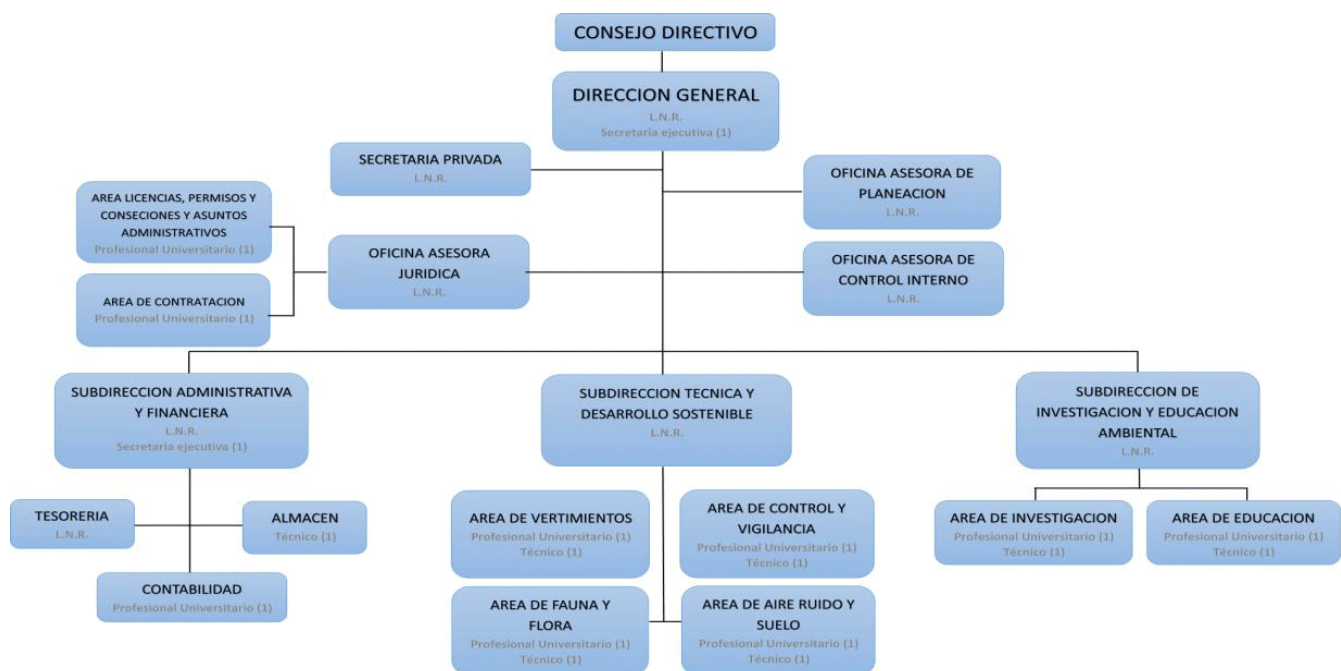 CONSEJO DIRECTIVO
DIRECCION GENERAL
L.N.R.
Secretaria ejecutiva (1)
SECRETARIA PRIVADA
L.N.R.
OFICINA ASESORA DE
PLANEACION
L.N.R.
AREA LICENCIAS, PERMISOS Y
CONSECIONES Y ASUNTOS
ADMINISTRATIVOS
Profesional Universitario (1)
OFICINA ASESORA
JURIDICA
L.N.R.
OFICINA ASESORA DE
CONTROL INTERNO
L.N.R.
AREA DE CONTRATACION
Profesional Universitario (1)
SUBDIRECCION ADMINISTRATIVA
Y FINANCIERA
L.N.R.
Secretaria ejecutiva (1)
SUBDIRECCION TECNICA Y
DESARROLLO SOSTENIBLE
L.N.R.
SUBDIRECCION DE
INVESTIGACION Y EDUCACION
AMBIENTAL
L.N.R.
TESORERIA
L.N.R.
ALMACEN
Técnico (1)
CONTABILIDAD
Profesional Universitario (1)
AREA DE VERTIMIENTOS
Profesional Universitario (1)
Técnico (1)
AREA DE CONTROL Y
VIGILANCIA
Profesional Universitario (1)
Técnico (1)
AREA DE FAUNA Y
FLORA
Profesional Universitario (1)
Técnico (1)
AREA DE AIRE RUIDO Y
SUELO
Profesional Universitario (1)
Técnico (1)
AREA DE INVESTIGACION
Profesional Universitario (1)
Técnico (1)
AREA DE EDUCACION
Profesional Universitario (1)
Técnico (1)